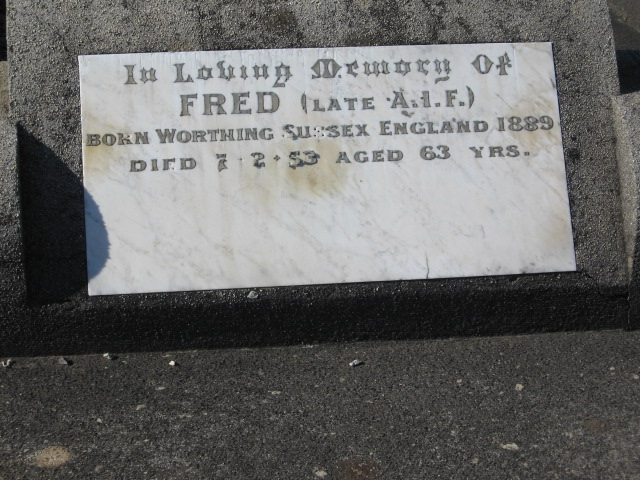 In Loving Memory Of
FRED (LATE A.I.F.)
BORN WORTHING SUSSEX ENGLAND 1889
DIED 7·2·53 AGED 63 YRS.